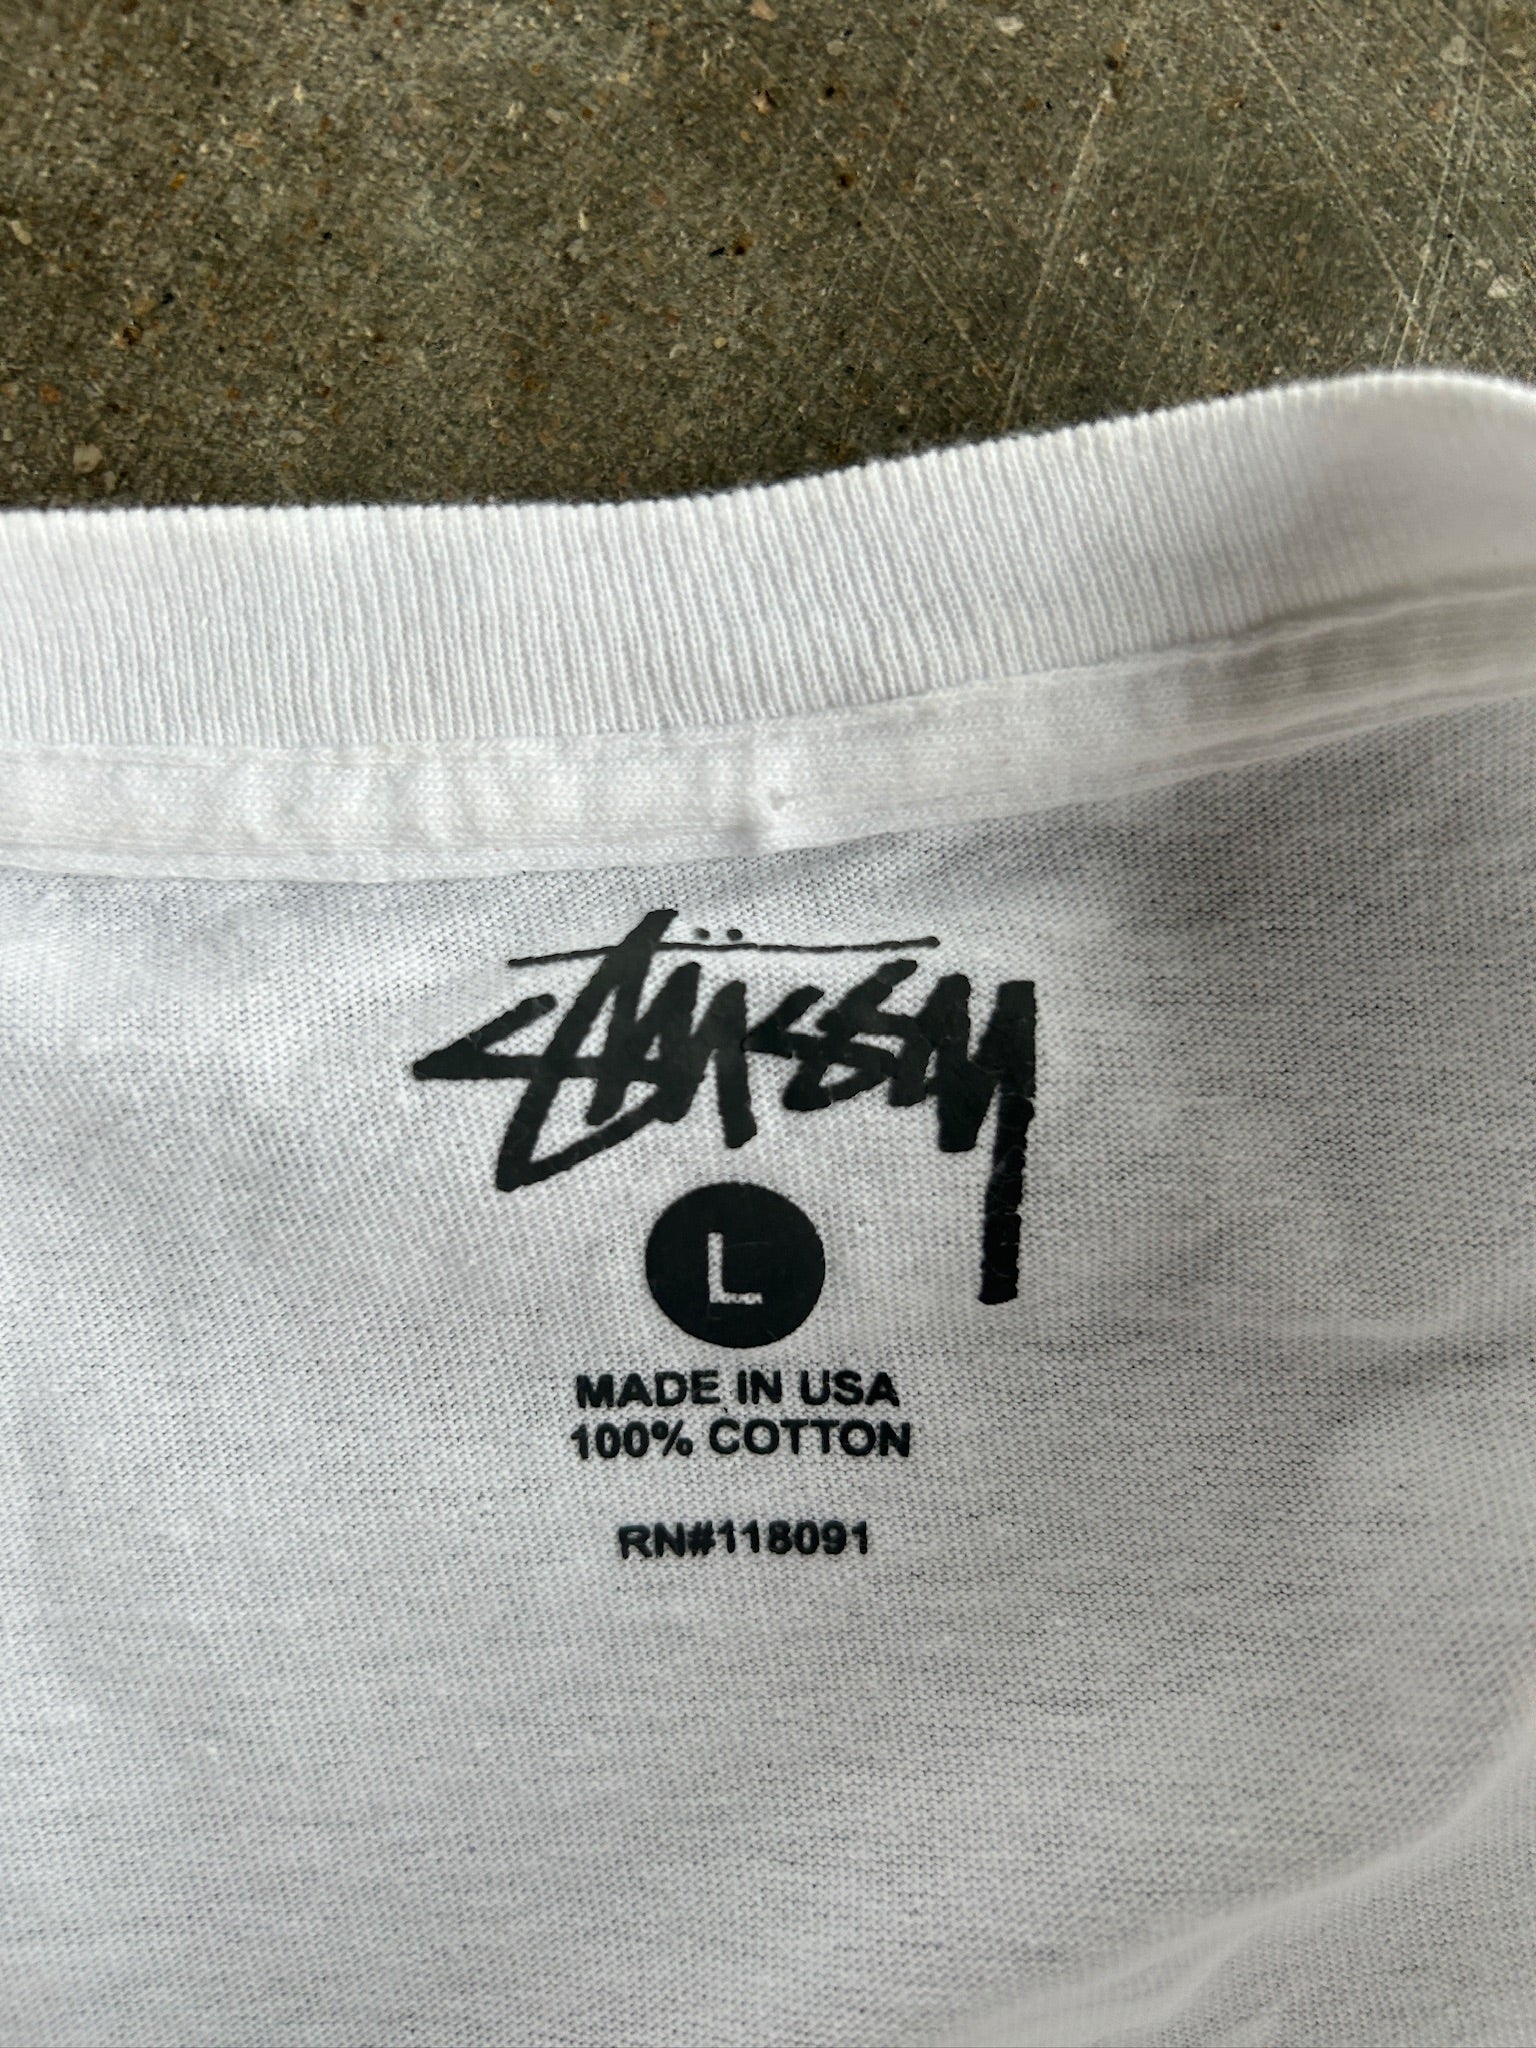 STÜSSY
L
MADE IN USA
100% COTTON
RN#118091